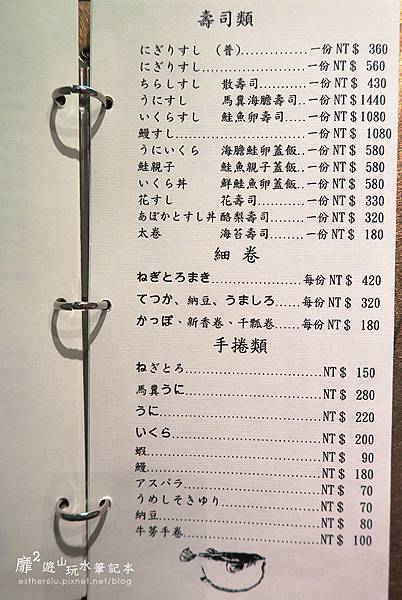 壽司類
にぎりすし (普)..............一份 NT＄ 360
にぎりすし......................一份 NT＄ 560
ちらしすし 散壽司...........一份 NT＄ 430
うにすし 馬糞海膽壽司..一份 NT＄1440
いくらすし 鮭魚卵壽司...一份 NT＄1080
鰻すし............................一份 NT＄ 1080
うにいくら 海膽鮭卵蓋飯..一份 NT＄ 580
鮭親子 鮭魚親子蓋飯..一份 NT＄ 580
いくら丼 鮮鮭魚卵蓋飯..一份 NT＄ 580
花すし 花壽司...........一份 NT＄ 330
あぼかとすし丼 酪梨壽司........一份 NT＄ 320
太卷 海苔壽司........一份 NT＄ 180
細 卷
ねぎとろまき..................每份 NT＄ 420
てつか、納豆、うましろ......每份 NT＄ 320
かっぽ、新香卷、干瓢卷......每份 NT＄ 180
手捲類
ねぎとろ..............................NT＄ 150
馬糞うに..............................NT＄ 280
うに....................................NT＄ 220
いくら.................................NT＄ 200
蝦.......................................NT＄ 90
鰻.......................................NT＄ 180
アスパラ..............................NT＄ 70
うめしそきゆり.....................NT＄ 70
納豆....................................NT＄ 80
牛蒡手卷..............................NT＄ 100
靡2遊山玩水筆記本
esther6lu.pixnet.net/blog